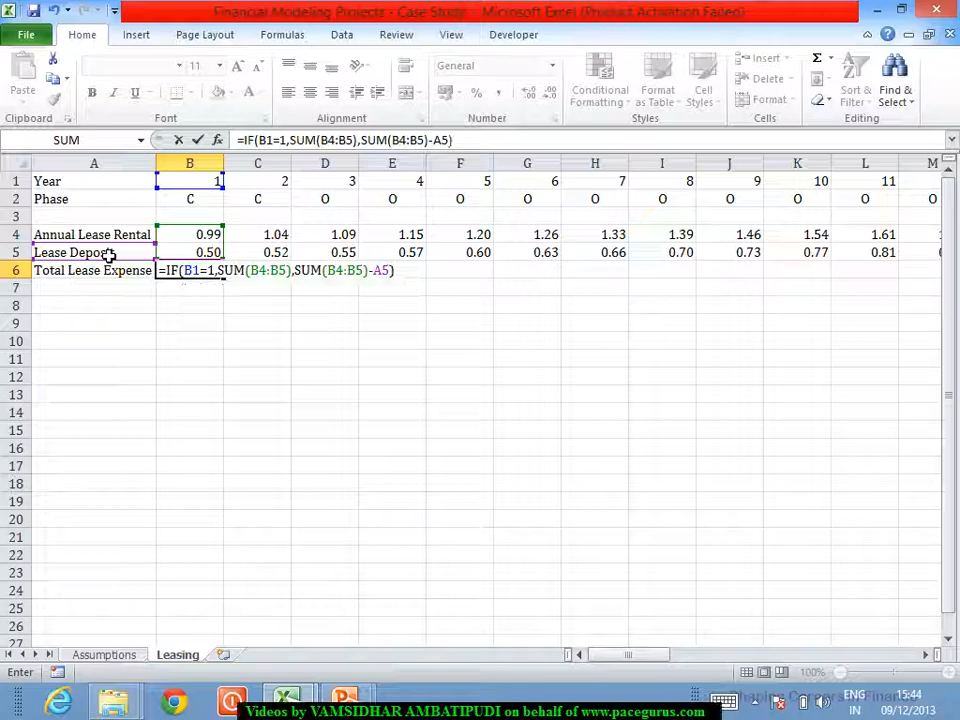 Financial Modeling Projects - Case Study - Microsoft Excel (Product Activation Failed)
File Home Insert Page Layout Formulas Data Review View Developer
Paste 11 General Conditional Formatting Format as Table Cell Styles Insert Delete Format Sort & Filter Find & Select
B I U
Clipboard Font Alignment Number Styles Cells Editing
SUM =IF(B1=1,SUM(B4:B5),SUM(B4:B5)-A5)
A B C D E F G H I J K L M
1 Year 1 2 3 4 5 6 7 8 9 10 11
2 Phase C C O O O O O O O O O O
3
4 Annual Lease Rental 0.99 1.04 1.09 1.15 1.20 1.26 1.33 1.39 1.46 1.54 1.61
5 Lease Deposit 0.50 0.52 0.55 0.57 0.60 0.63 0.66 0.70 0.73 0.77 0.81
6 Total Lease Expense =IF(B1=1,SUM(B4:B5),SUM(B4:B5)-A5)
7
8
9
10
11
12
13
14
15
16
17
18
19
20
21
22
23
24
25
26
27
Assumptions Leasing
Enter 100%
ENG 15:44
IN 09/12/2013
Videos by VAMSIDHAR AMBATIPUDI on behalf of www.pacegurus.com